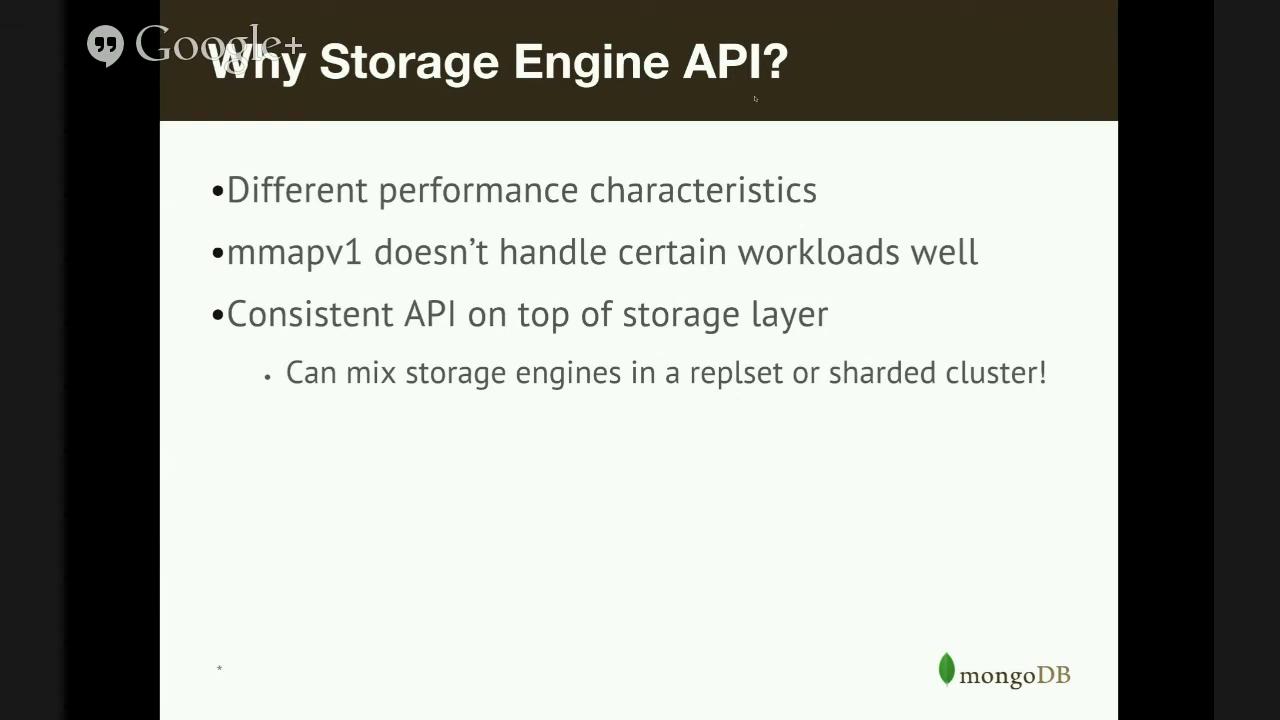 Google+
Why Storage Engine API?
•Different performance characteristics
•mmapv1 doesn’t handle certain workloads well
•Consistent API on top of storage layer
• Can mix storage engines in a replset or sharded cluster!
*
mongoDB